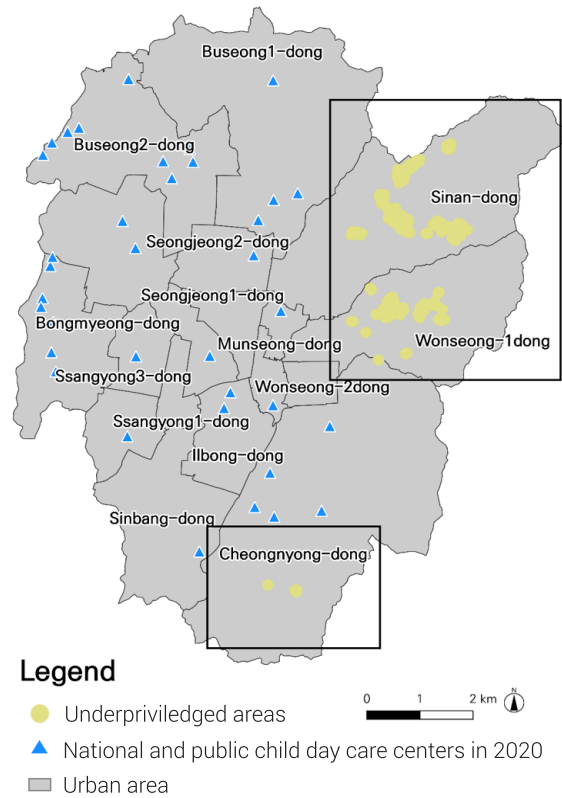 Buseong1-dong
Buseong2-dong
Sinan-dong
Seongjeong2-dong
Seongjeong1-dong
Bongmyeong-dong
Munseong-dong
Wonseong-1dong
Ssangyong3-dong
Wonseong-2dong
Ssangyong1-dong
Ilbong-dong
Sinbang-dong
Cheongnyong-dong
Legend
0 1 2 km
N
Underpriviledged areas
National and public child day care centers in 2020
Urban area